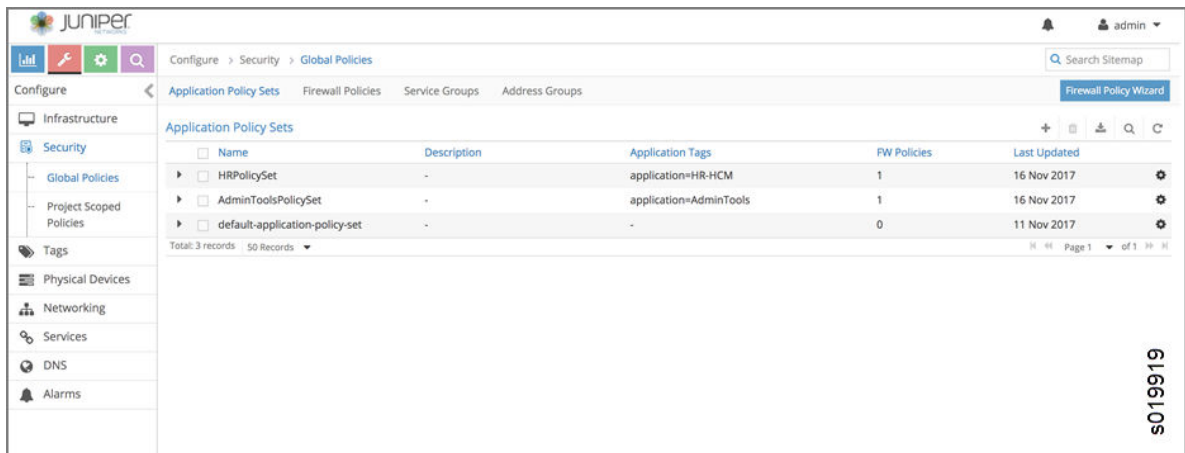 JUNIPER
NETWORKS
admin
Configure > Security > Global Policies
Search Sitemap
Configure
Application Policy Sets Firewall Policies Service Groups Address Groups
Firewall Policy Wizard
Infrastructure
Security
Global Policies
Project Scoped
Policies
Tags
Physical Devices
Networking
Services
DNS
Alarms
Application Policy Sets
Name Description Application Tags FW Policies Last Updated
HRPolicySet - application=HR-HCM 1 16 Nov 2017
AdminToolsPolicySet - application=AdminTools 1 16 Nov 2017
default-application-policy-set - - 0 11 Nov 2017
Total: 3 records 50 Records Page 1 of 1
s019919